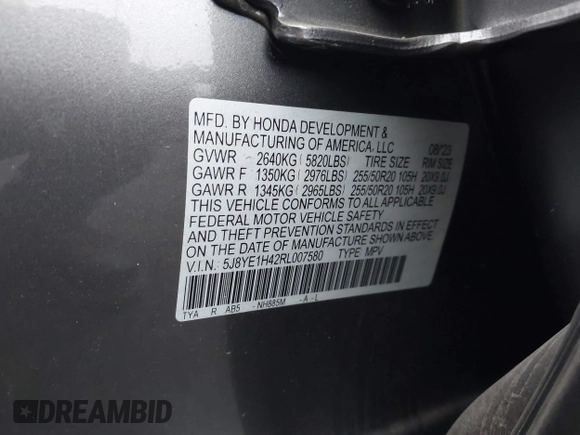 MFD. BY HONDA DEVELOPMENT &
MANUFACTURING OF AMERICA, LLC 08/23
GVWR 2640KG ( 5820LBS) TIRE SIZE RIM SIZE
GAWR F 1350KG ( 2976LBS) 255/50R20 105H 20X9.0J
GAWR R 1345KG ( 2965LBS) 255/50R20 105H 20X9.0J
THIS VEHICLE CONFORMS TO ALL APPLICABLE
FEDERAL MOTOR VEHICLE SAFETY
AND THEFT PREVENTION STANDARDS IN EFFECT
ON THE DATE OF MANUFACTURE SHOWN ABOVE.
V.I.N.: 5J8YE1H42RL007580 TYPE MPV
TYA R AB5 -NH885M -A-L
DREAMBID